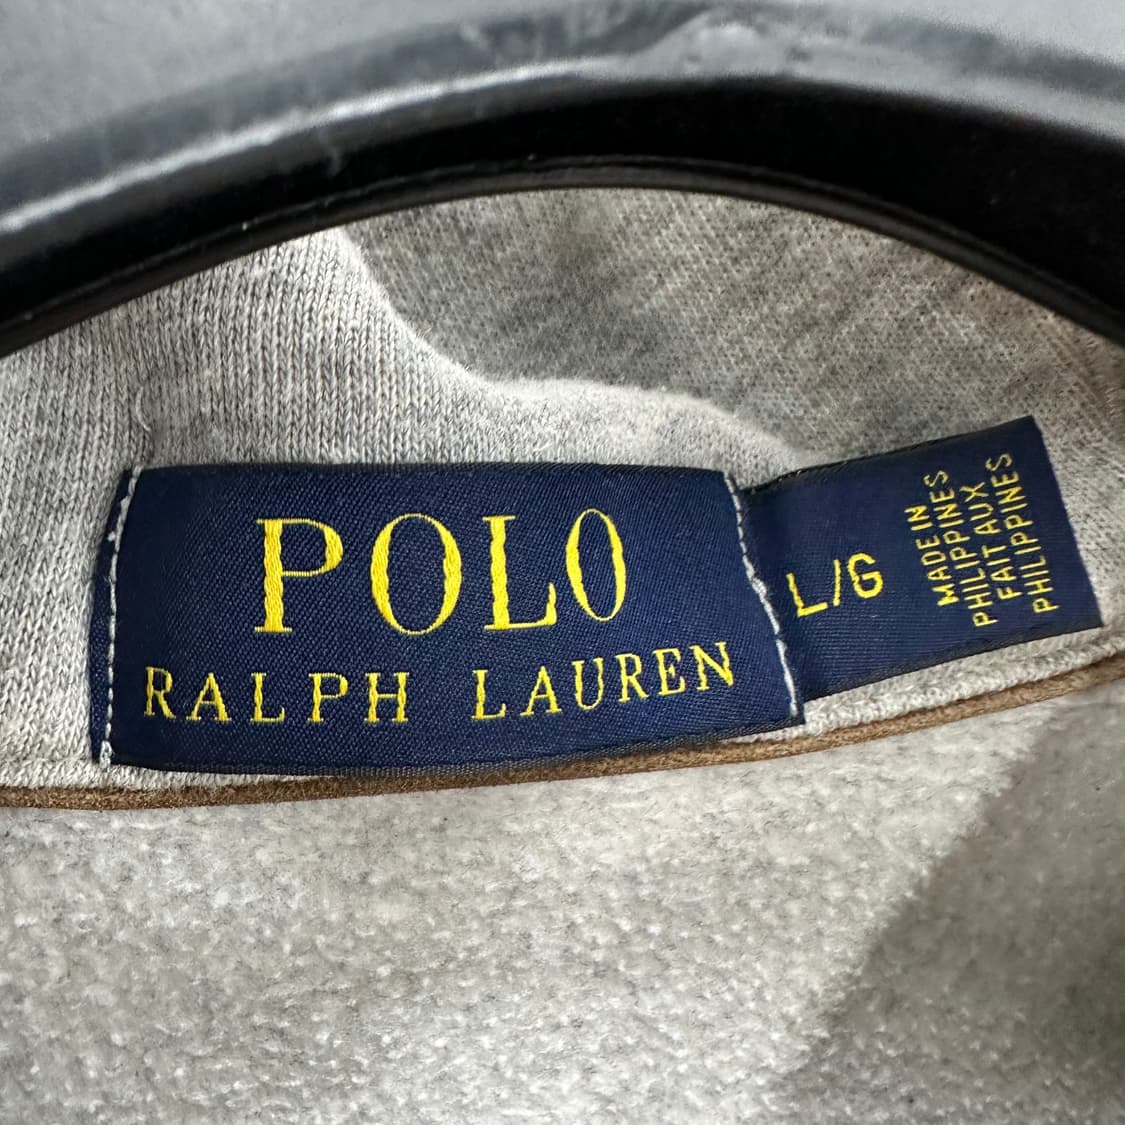 POLO
RALPH LAUREN
L/G
MADE IN
PHILIPPINES
FAIT AUX
PHILIPPINES